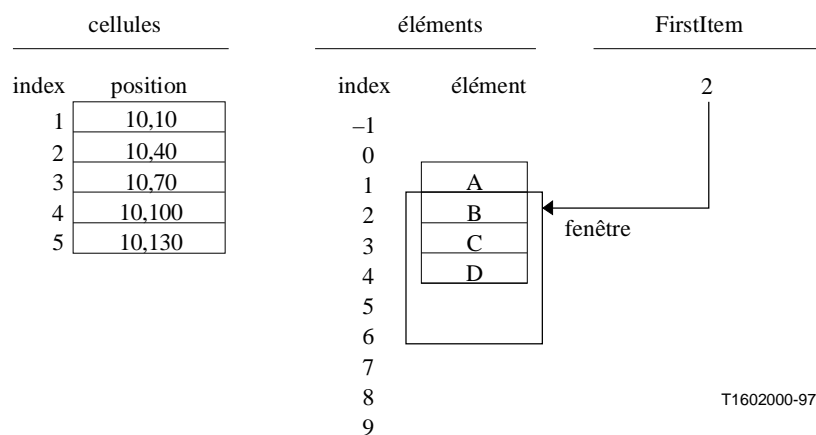 cellules éléments FirstItem
index position index élément 2
1 10,10 –1
2 10,40 0
3 10,70 1 A
4 10,100 2 B
5 10,130 3 C
fenêtre
4 D
5
6
7
8
9
T1602000-97